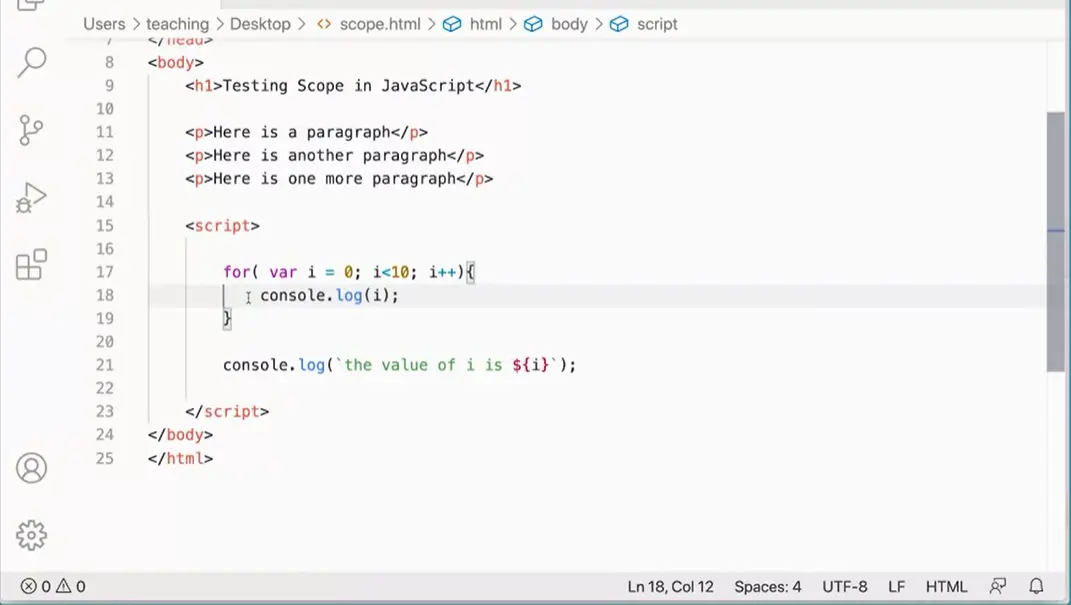 Users > teaching > Desktop > <> scope.html > html > body > script
7 </head>
8 <body>
9 <h1>Testing Scope in JavaScript</h1>
10
11 <p>Here is a paragraph</p>
12 <p>Here is another paragraph</p>
13 <p>Here is one more paragraph</p>
14
15 <script>
16
17 for( var i = 0; i<10; i++){
18 console.log(i);
19 }
20
21 console.log(`the value of i is ${i}`);
22
23 </script>
24 </body>
25 </html>
0 0 Ln 18, Col 12 Spaces: 4 UTF-8 LF HTML